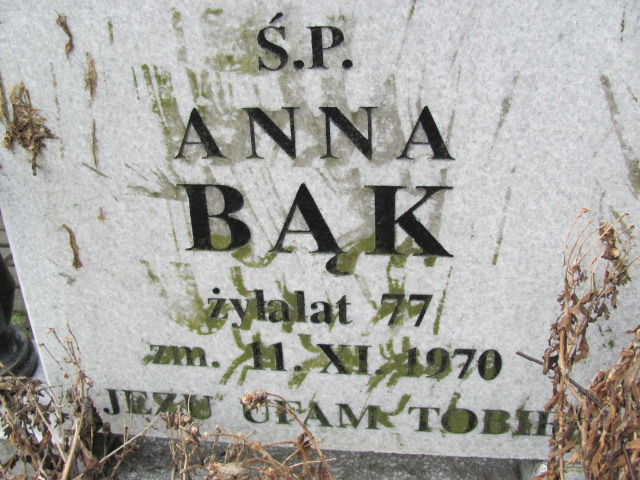 Ś.P.
ANNA
BĄK
żyła lat 77
zm. 11. XI. 1970
JEZU UFAM TOBIE